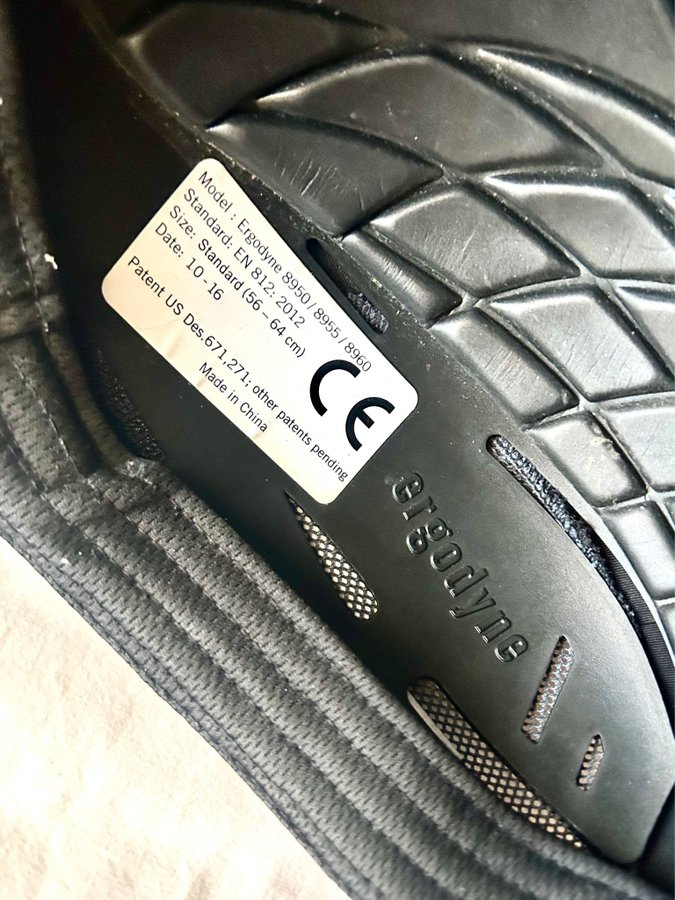 Model : Ergodyne 8950 / 8955 / 8960
Standard: EN 812: 2012
Size: Standard (56 – 64 cm)
Date: 10 - 16
CE
Patent US Des.671,271; other patents pending
Made in China
ergodyne